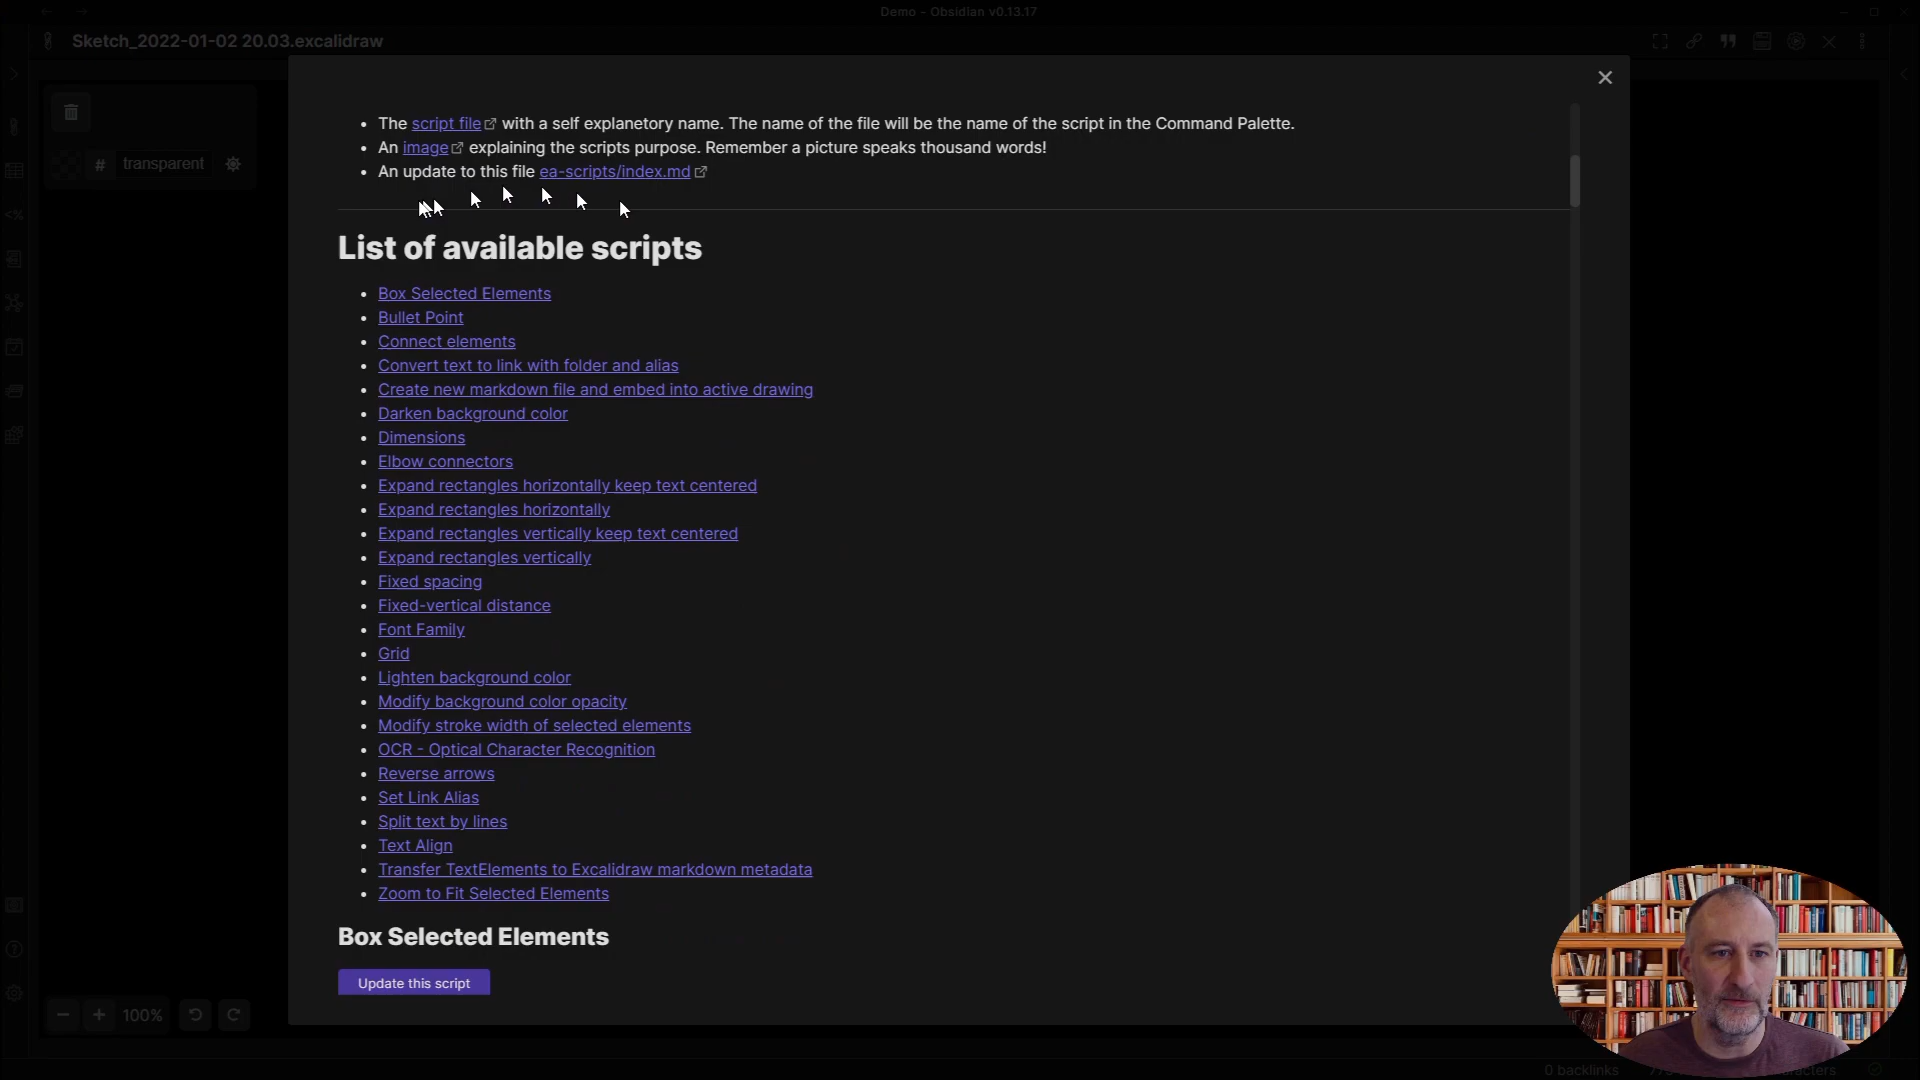 Demo - Obsidian v0.13.17
Sketch_2022-01-02 20.03.excalidraw
The script file with a self explanetory name. The name of the file will be the name of the script in the Command Palette.
An image explaining the scripts purpose. Remember a picture speaks thousand words!
An update to this file ea-scripts/index.md
# transparent
List of available scripts
Box Selected Elements
Bullet Point
Connect elements
Convert text to link with folder and alias
Create new markdown file and embed into active drawing
Darken background color
Dimensions
Elbow connectors
Expand rectangles horizontally keep text centered
Expand rectangles horizontally
Expand rectangles vertically keep text centered
Expand rectangles vertically
Fixed spacing
Fixed-vertical distance
Font Family
Grid
Lighten background color
Modify background color opacity
Modify stroke width of selected elements
OCR - Optical Character Recognition
Reverse arrows
Set Link Alias
Split text by lines
Text Align
Transfer TextElements to Excalidraw markdown metadata
Zoom to Fit Selected Elements
Box Selected Elements
Update this script
100%
0 backlinks